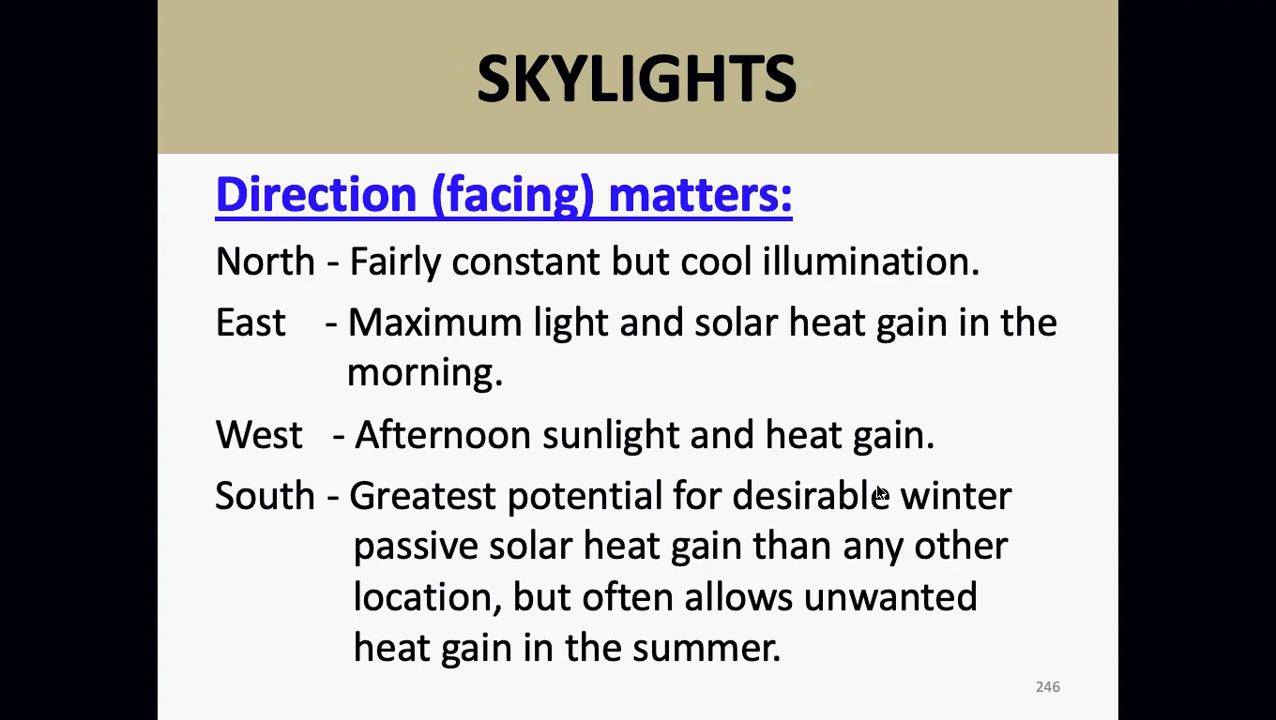 SKYLIGHTS
Direction (facing) matters:
North - Fairly constant but cool illumination.
East - Maximum light and solar heat gain in the
morning.
West - Afternoon sunlight and heat gain.
South - Greatest potential for desirable winter
passive solar heat gain than any other
location, but often allows unwanted
heat gain in the summer.
246